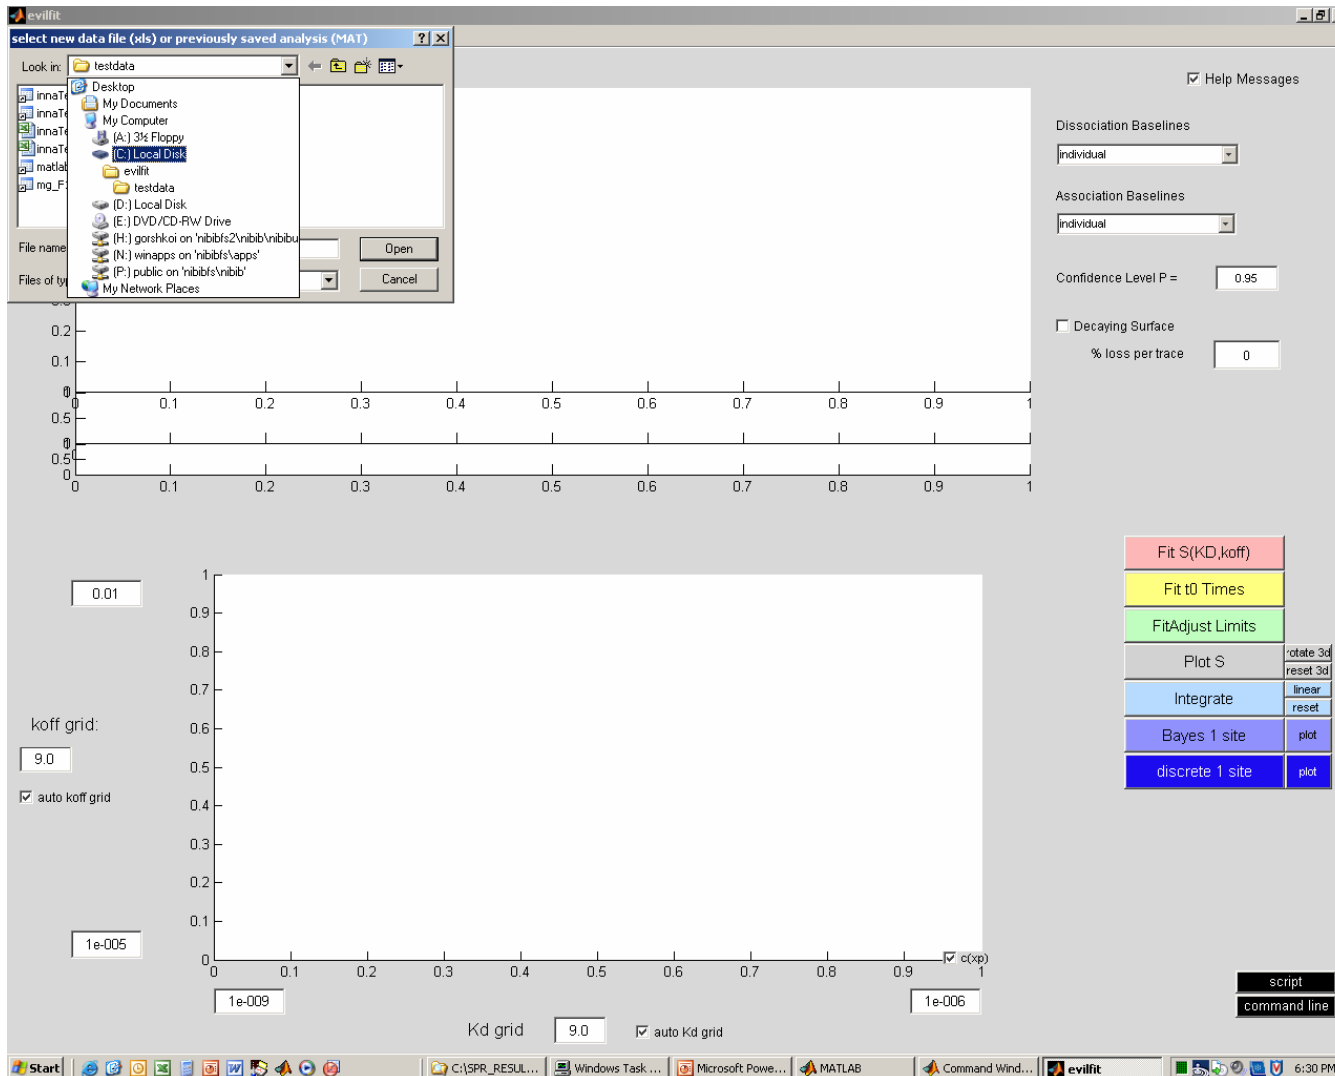 evilfit
select new data file (xls) or previously saved analysis (MAT)
Look in: testdata
Desktop
My Documents
My Computer
(A:) 3½ Floppy
(C:) Local Disk
evilfit
testdata
(D:) Local Disk
(E:) DVD/CD-RW Drive
(H:) gorshkoi on 'nibibfs2\nibib\nibibu
(N:) winapps on 'nibibfs\apps'
(P:) public on 'nibibfs\nibib'
My Network Places
innaTe
innaTe
innaTe
innaTe
matlab
mg_F
File name
Open
Files of ty
Cancel
Help Messages
Dissociation Baselines
individual
Association Baselines
individual
Confidence Level P = 0.95
Decaying Surface
% loss per trace 0
0.2
0.1
0 0.1 0.2 0.3 0.4 0.5 0.6 0.7 0.8 0.9 1
0.5
0.5
0
0 0.1 0.2 0.3 0.4 0.5 0.6 0.7 0.8 0.9 1
Fit S(KD,koff)
Fit t0 Times
FitAdjust Limits
Plot S
rotate 3d
reset 3d
Integrate
linear
reset
Bayes 1 site plot
discrete 1 site plot
0.01
koff grid:
9.0
auto koff grid
1e-005
1
0.9
0.8
0.7
0.6
0.5
0.4
0.3
0.2
0.1
0
0 0.1 0.2 0.3 0.4 0.5 0.6 0.7 0.8 0.9 1
c(xp)
1e-009
1e-006
Kd grid 9.0 auto Kd grid
script
command line
Start C:\SPR_RESUL... Windows Task ... Microsoft Powe... MATLAB Command Wind... evilfit 6:30 PM